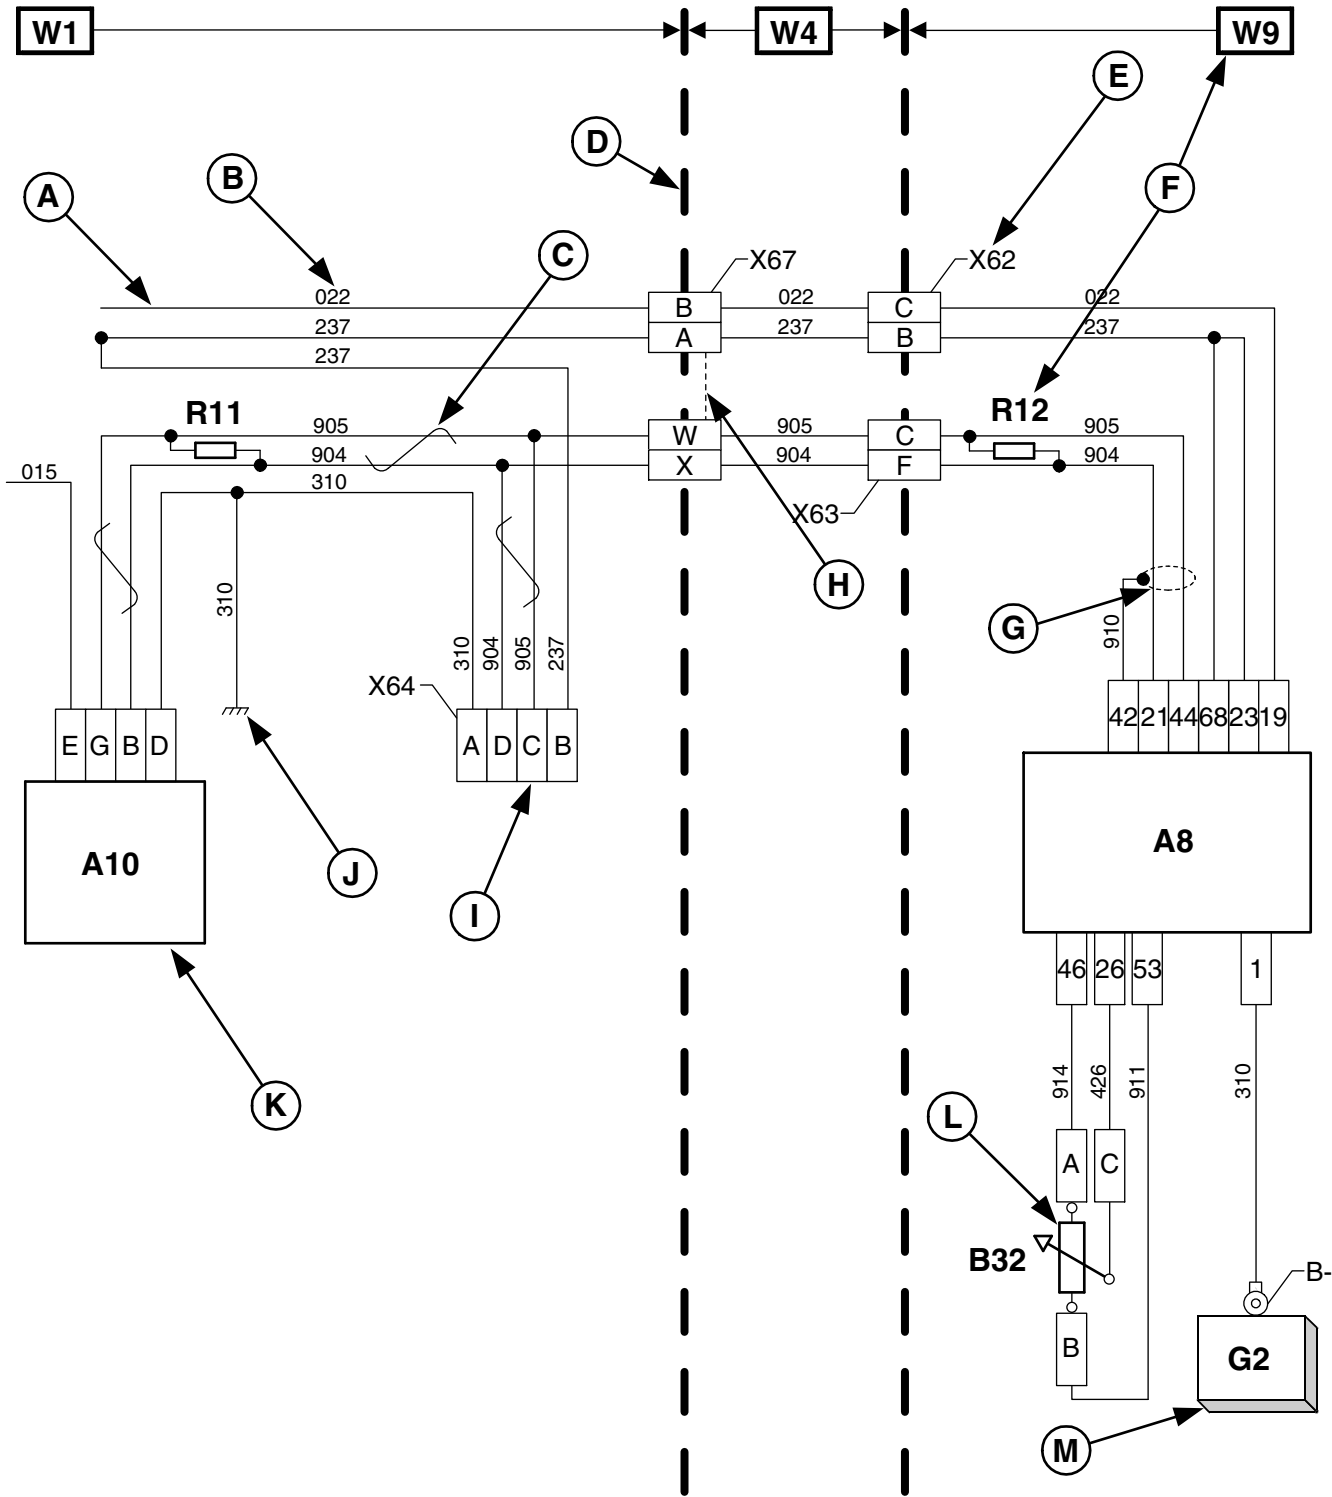 W1 W4 W9
E
D
B F
A
C
X67 X62
022 B 022 C 022
237 A 237 B 237
237
R11 R12
905 W 905 C 905
904 X 904 F 904
015 310
X63
H
310 G 910
310 904 905 237
X64
42 21 44 68 23 19
E G B D A D C B
A10 A8
J
I
46 26 53 1
K 914 426 911 310
L
A C
B32 B-
B G2
M